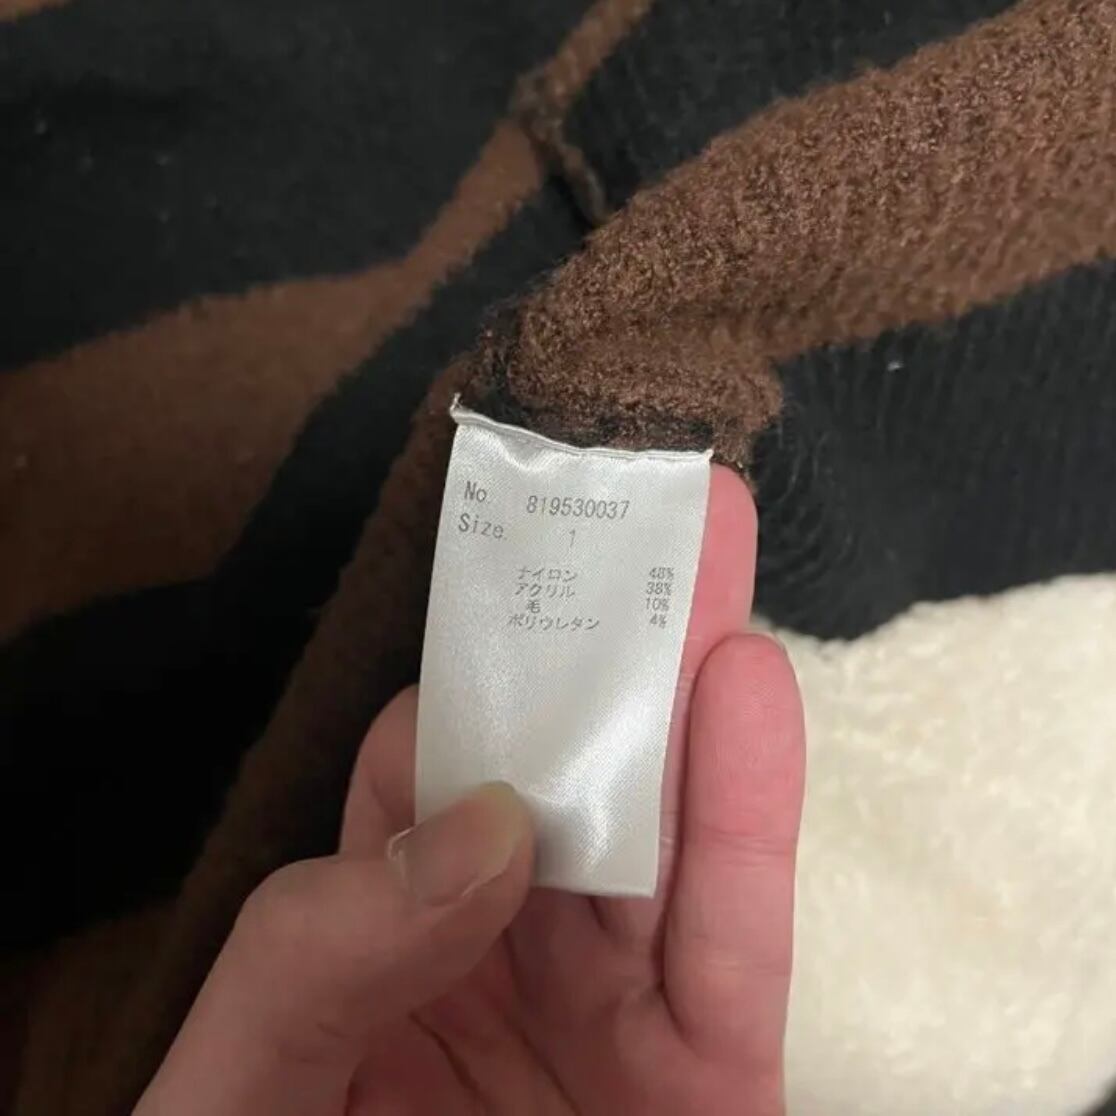 No. 819530037
Size. 1
ナイロン 48%
アクリル 38%
毛 10%
ポリウレタン 4%